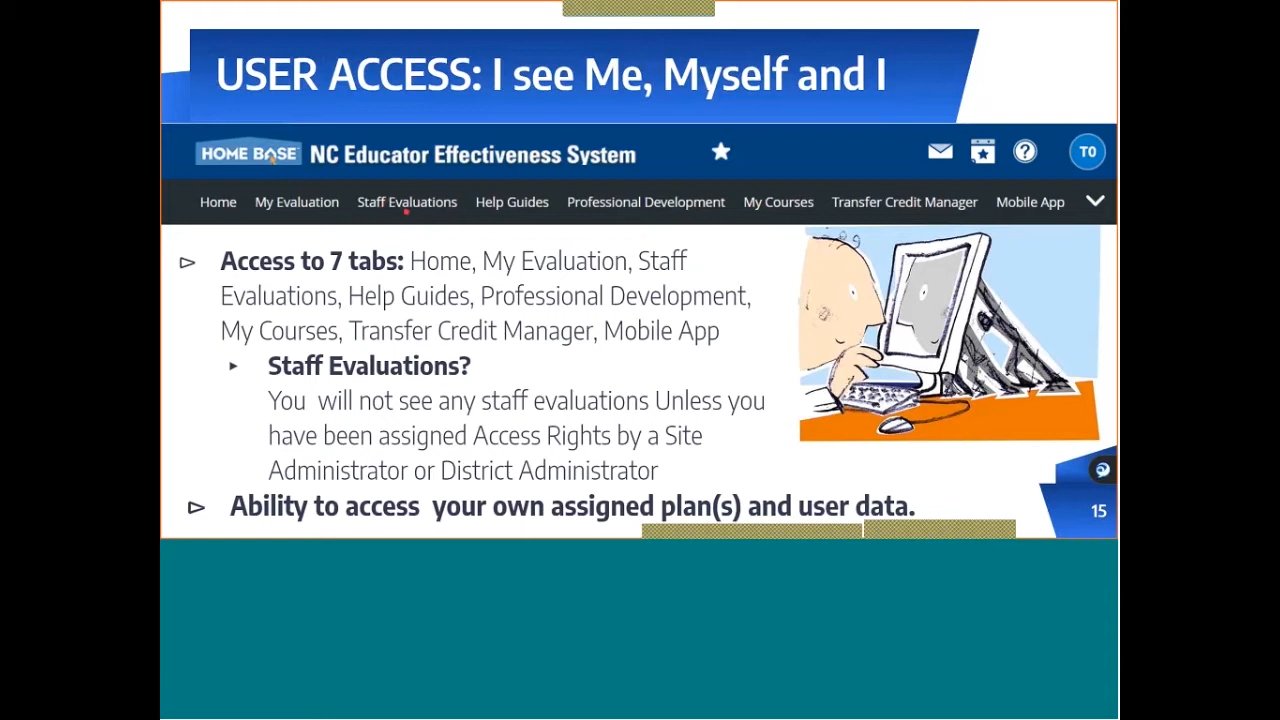 USER ACCESS: I see Me, Myself and I
HOME BASE NC Educator Effectiveness System TO
Home My Evaluation Staff Evaluations Help Guides Professional Development My Courses Transfer Credit Manager Mobile App
Access to 7 tabs: Home, My Evaluation, Staff
Evaluations, Help Guides, Professional Development,
My Courses, Transfer Credit Manager, Mobile App
Staff Evaluations?
You will not see any staff evaluations Unless you
have been assigned Access Rights by a Site
Administrator or District Administrator
Ability to access your own assigned plan(s) and user data.
15